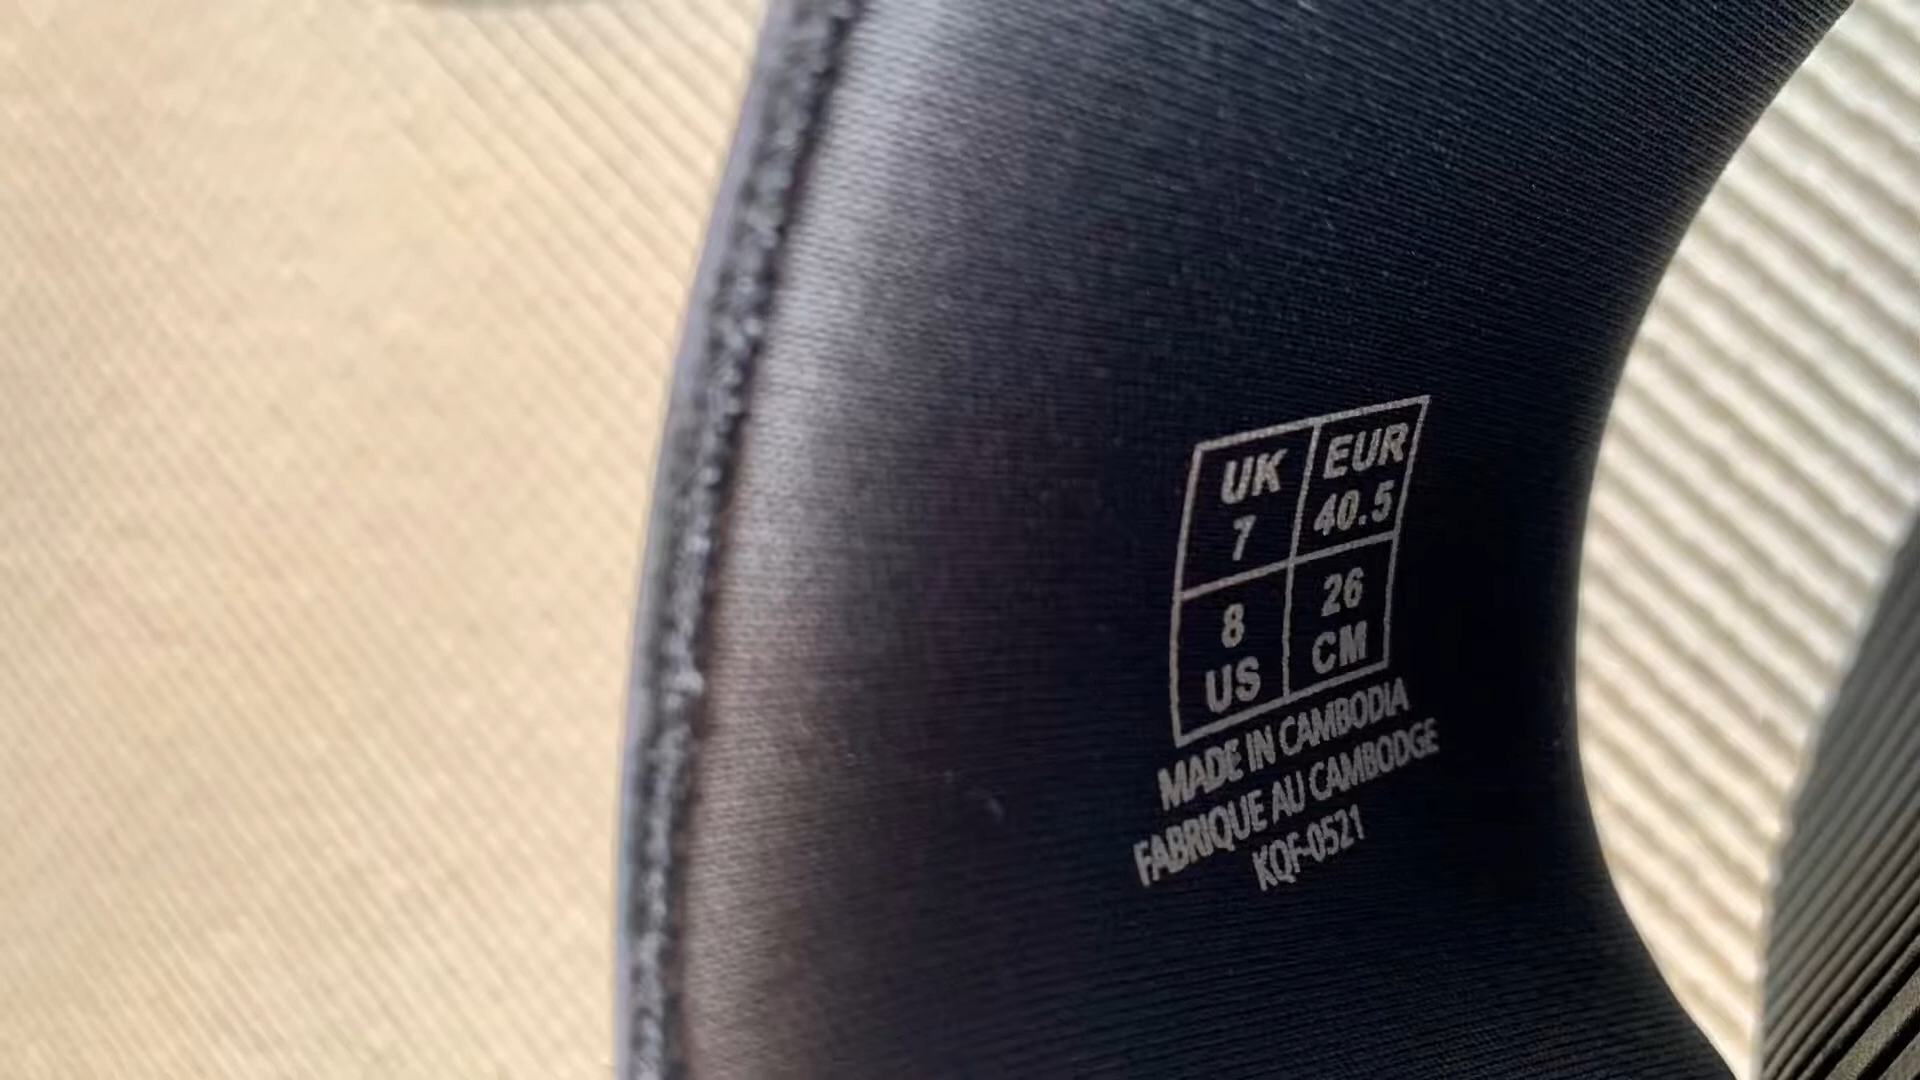 UK EUR
7 40.5
8 26
US CM
MADE IN CAMBODIA
FABRIQUE AU CAMBODGE
KQF-0521